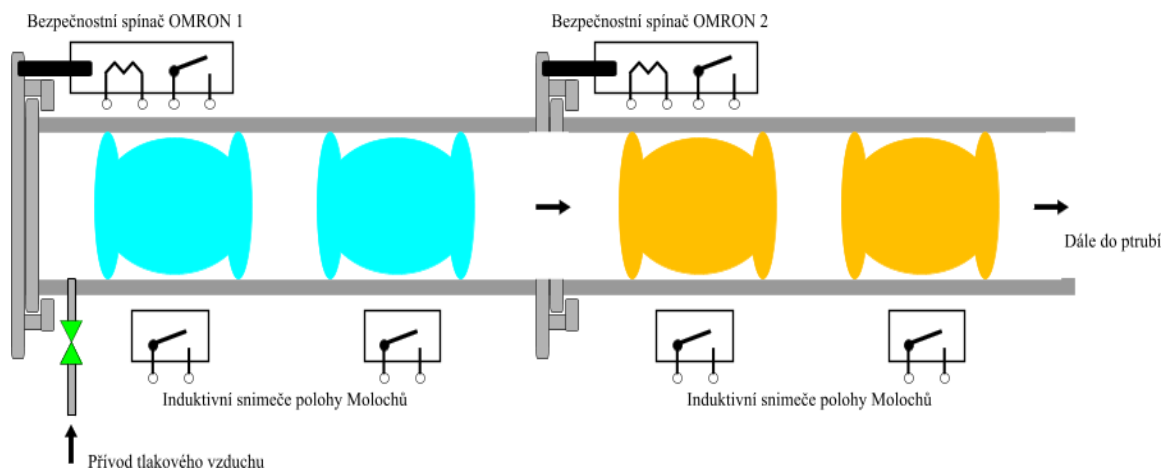 Bezpečnostní spínač OMRON 1
Bezpečnostní spínač OMRON 2
Dále do ptrubí
Induktivní snimeče polohy Molochů
Induktivní snimeče polohy Molochů
Přívod tlakového vzduchu